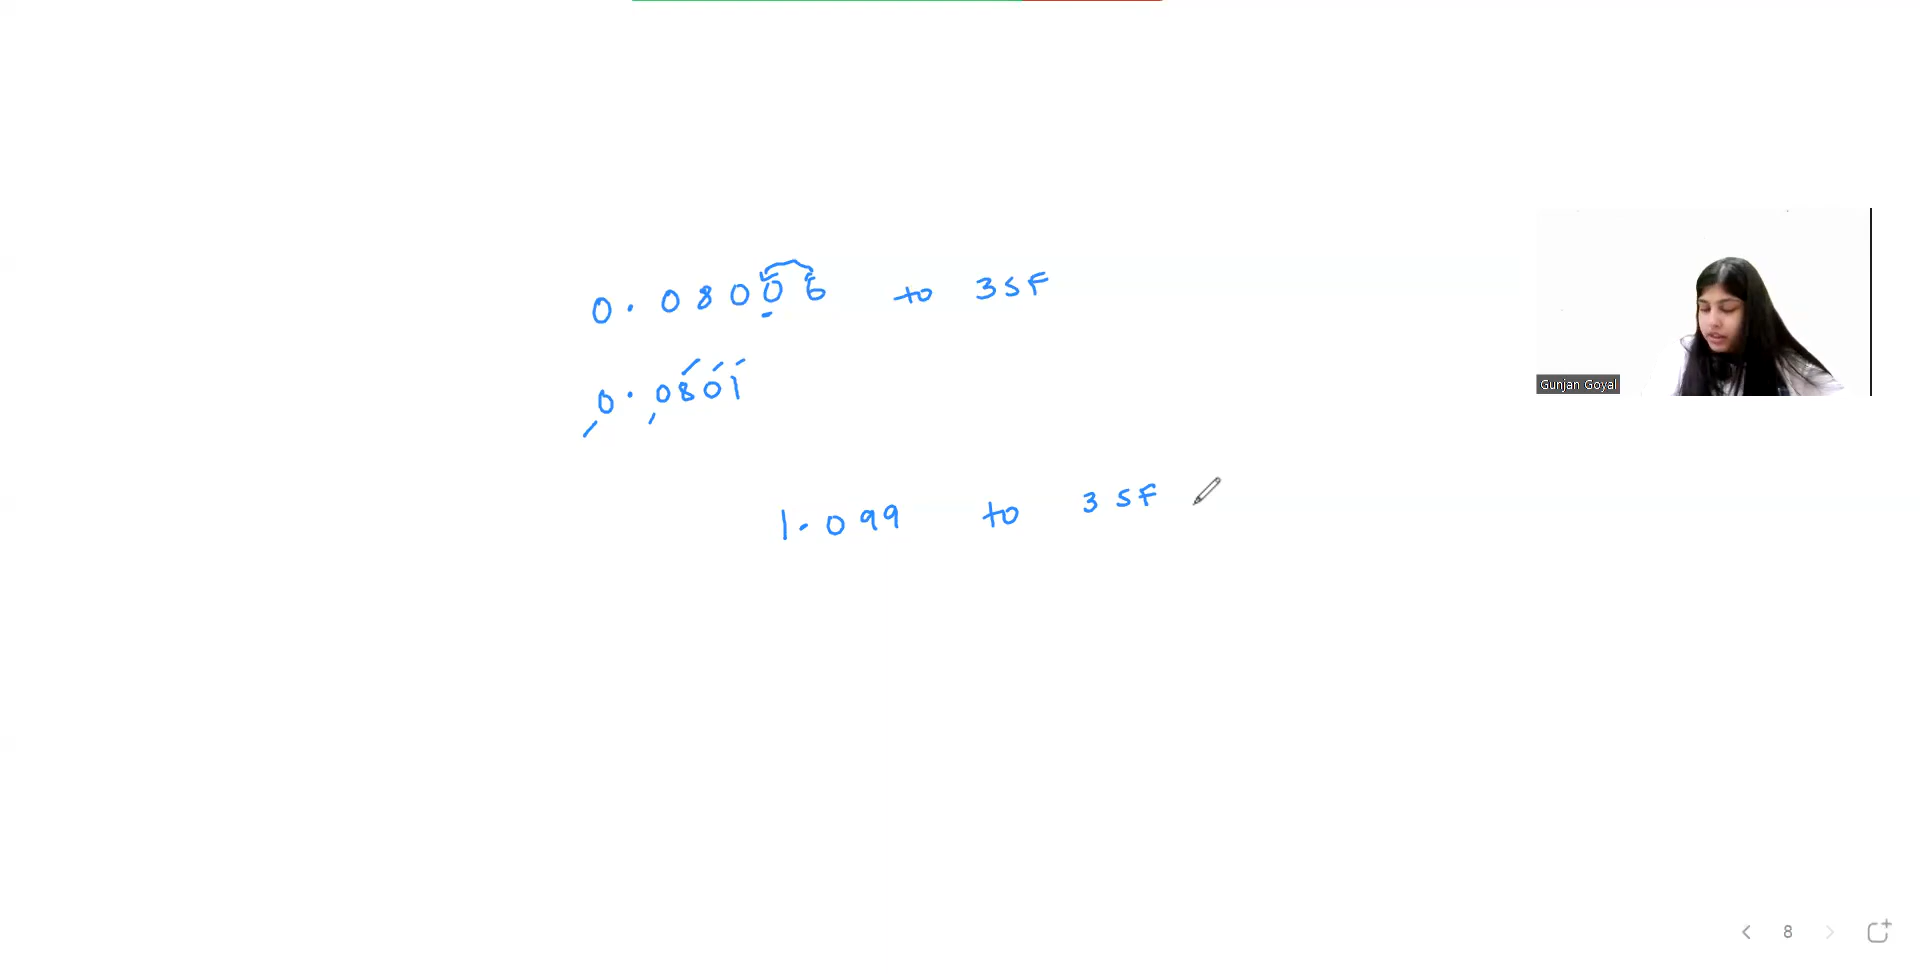 0.08006 to 3SF
0.0801
1.099 to 3SF
Gunjan Goyal
8